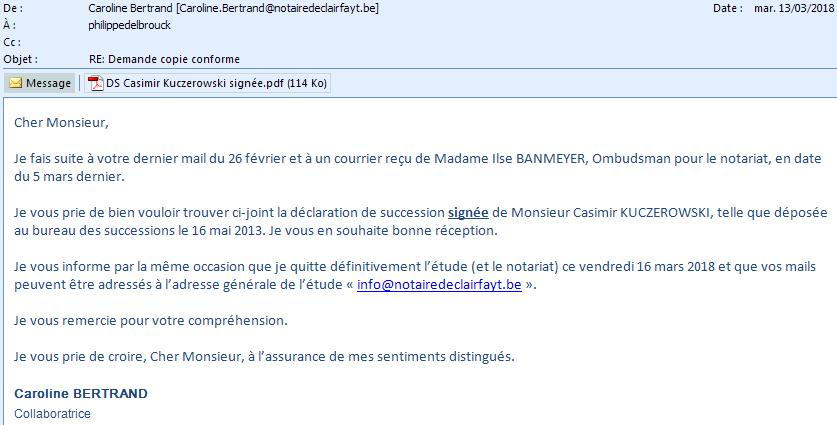 De : Caroline Bertrand [Caroline.Bertrand@notairedeclairfayt.be] Date : mar. 13/03/2018
À : philippedelbrouck
Cc :
Objet : RE: Demande copie conforme
Message DS Casimir Kuczerowski signée.pdf (114 Ko)
Cher Monsieur,
Je fais suite à votre dernier mail du 26 février et à un courrier reçu de Madame Ilse BANMEYER, Ombudsman pour le notariat, en date
du 5 mars dernier.
Je vous prie de bien vouloir trouver ci-joint la déclaration de succession signée de Monsieur Casimir KUCZEROWSKI, telle que déposée
au bureau des successions le 16 mai 2013. Je vous en souhaite bonne réception.
Je vous informe par la même occasion que je quitte définitivement l’étude (et le notariat) ce vendredi 16 mars 2018 et que vos mails
peuvent être adressés à l’adresse générale de l’étude « info@notairedeclairfayt.be ».
Je vous remercie pour votre compréhension.
Je vous prie de croire, Cher Monsieur, à l’assurance de mes sentiments distingués.
Caroline BERTRAND
Collaboratrice